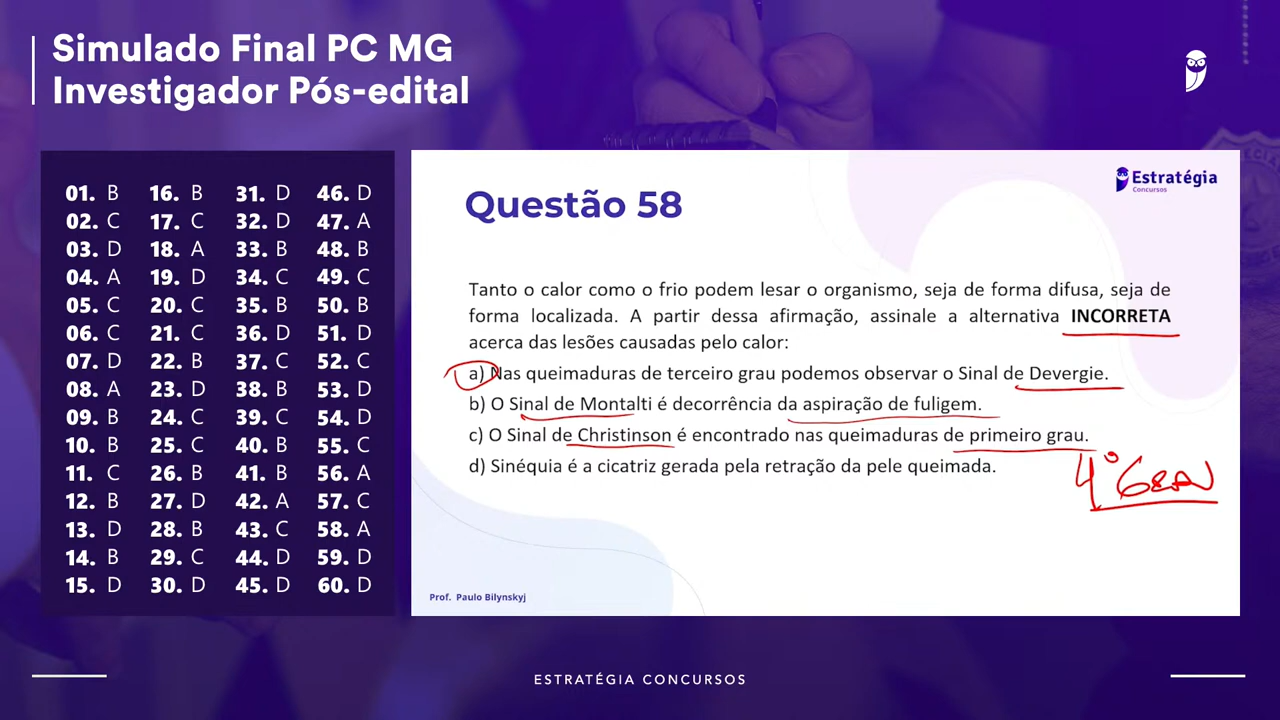 Simulado Final PC MG
Investigador Pós-edital
01. B 16. B 31. D 46. D
02. C 17. C 32. D 47. A
03. D 18. A 33. B 48. B
04. A 19. D 34. C 49. C
05. C 20. C 35. B 50. B
06. C 21. C 36. D 51. D
07. D 22. B 37. C 52. C
08. A 23. D 38. B 53. D
09. B 24. C 39. C 54. D
10. B 25. C 40. B 55. C
11. C 26. B 41. B 56. A
12. B 27. D 42. A 57. C
13. D 28. B 43. C 58. A
14. B 29. C 44. D 59. D
15. D 30. D 45. D 60. D
Estratégia
Concursos
Questão 58
Tanto o calor como o frio podem lesar o organismo, seja de forma difusa, seja de
forma localizada. A partir dessa afirmação, assinale a alternativa INCORRETA
acerca das lesões causadas pelo calor:
a) Nas queimaduras de terceiro grau podemos observar o Sinal de Devergie.
b) O Sinal de Montalti é decorrência da aspiração de fuligem.
c) O Sinal de Christinson é encontrado nas queimaduras de primeiro grau.
d) Sinéquia é a cicatriz gerada pela retração da pele queimada.
4° GRAU
Prof. Paulo Bilynskyj
ESTRATÉGIA CONCURSOS